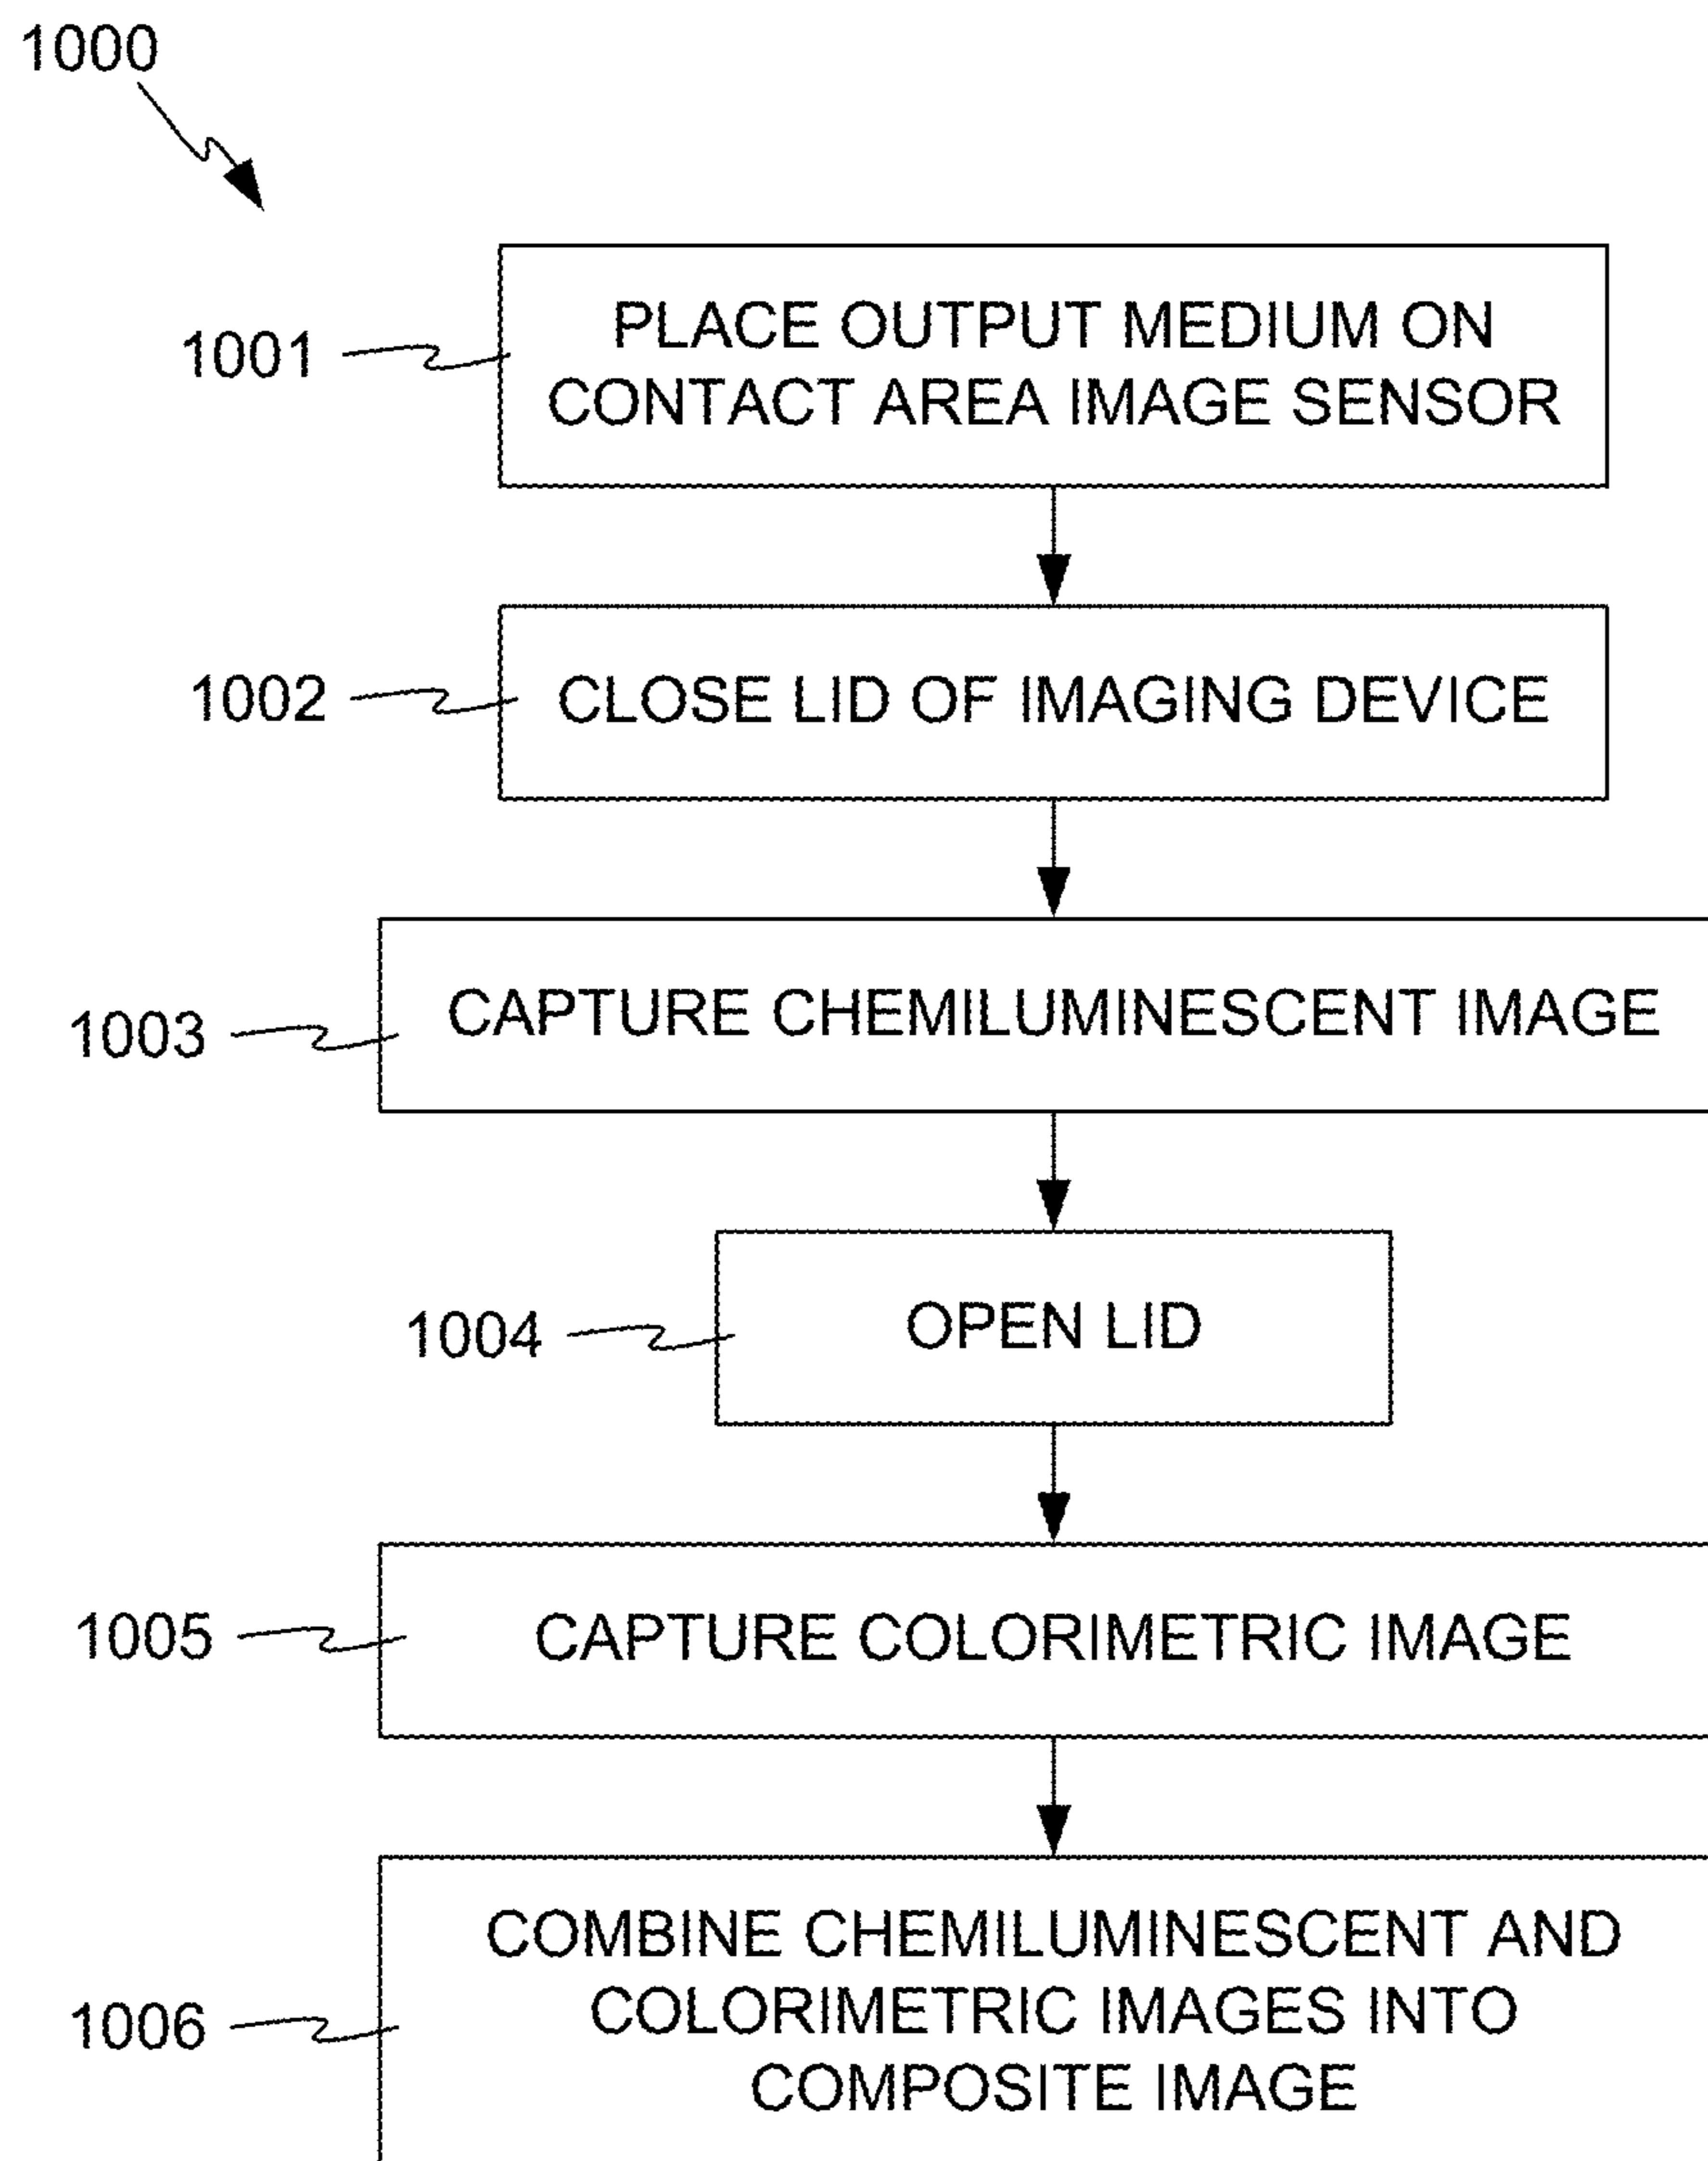 1000
1001
PLACE OUTPUT MEDIUM ON
CONTACT AREA IMAGE SENSOR
1002
CLOSE LID OF IMAGING DEVICE
1003
CAPTURE CHEMILUMINESCENT IMAGE
1004
OPEN LID
1005
CAPTURE COLORIMETRIC IMAGE
1006
COMBINE CHEMILUMINESCENT AND
COLORIMETRIC IMAGES INTO
COMPOSITE IMAGE